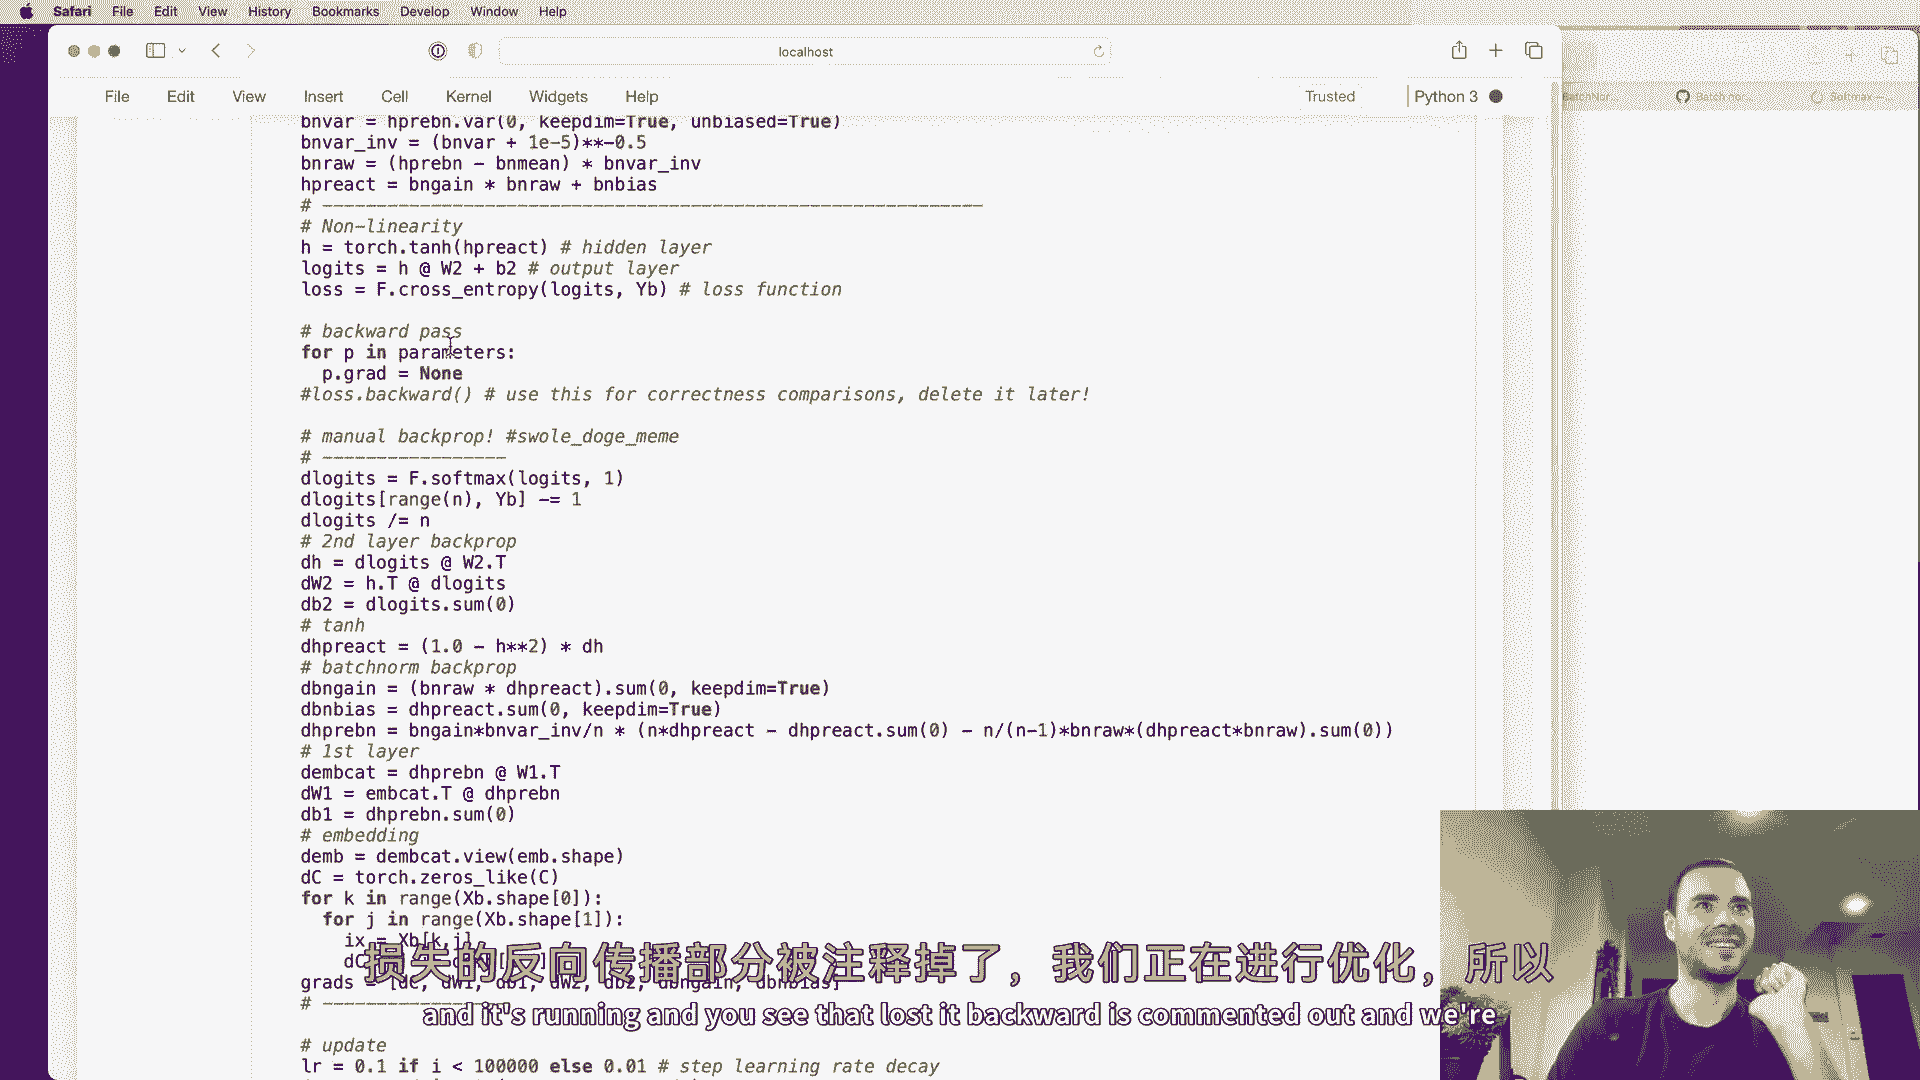 Safari File Edit View History Bookmarks Develop Window Help
localhost
File Edit View Insert Cell Kernel Widgets Help Trusted Python 3
BatchNor... Batch nor... Softmax —...
bnvar = hprebn.var(0, keepdim=True, unbiased=True)
bnvar_inv = (bnvar + 1e-5)**-0.5
bnraw = (hprebn - bnmean) * bnvar_inv
hpreact = bngain * bnraw + bnbias
# -------------------------------------------------------------
# Non-linearity
h = torch.tanh(hpreact) # hidden layer
logits = h @ W2 + b2 # output layer
loss = F.cross_entropy(logits, Yb) # loss function
# backward pass
for p in parameters:
p.grad = None
#loss.backward() # use this for correctness comparisons, delete it later!
# manual backprop! #swole_doge_meme
# -----------------
dlogits = F.softmax(logits, 1)
dlogits[range(n), Yb] -= 1
dlogits /= n
# 2nd layer backprop
dh = dlogits @ W2.T
dW2 = h.T @ dlogits
db2 = dlogits.sum(0)
# tanh
dhpreact = (1.0 - h**2) * dh
# batchnorm backprop
dbngain = (bnraw * dhpreact).sum(0, keepdim=True)
dbnbias = dhpreact.sum(0, keepdim=True)
dhprebn = bngain*bnvar_inv/n * (n*dhpreact - dhpreact.sum(0) - n/(n-1)*bnraw*(dhpreact*bnraw).sum(0))
# 1st layer
dembcat = dhprebn @ W1.T
dW1 = embcat.T @ dhprebn
db1 = dhprebn.sum(0)
# embedding
demb = dembcat.view(emb.shape)
dC = torch.zeros_like(C)
for k in range(Xb.shape[0]):
for j in range(Xb.shape[1]):
ix = Xb[k,j]
损失的反向传播部分被注释掉了，我们正在进行优化，所以
grads = [dC, dW1, db1, dW2, db2, dbngain, dbnbias]
and it's running and you see that lost it backward is commented out and we're
# update
lr = 0.1 if i < 100000 else 0.01 # step learning rate decay